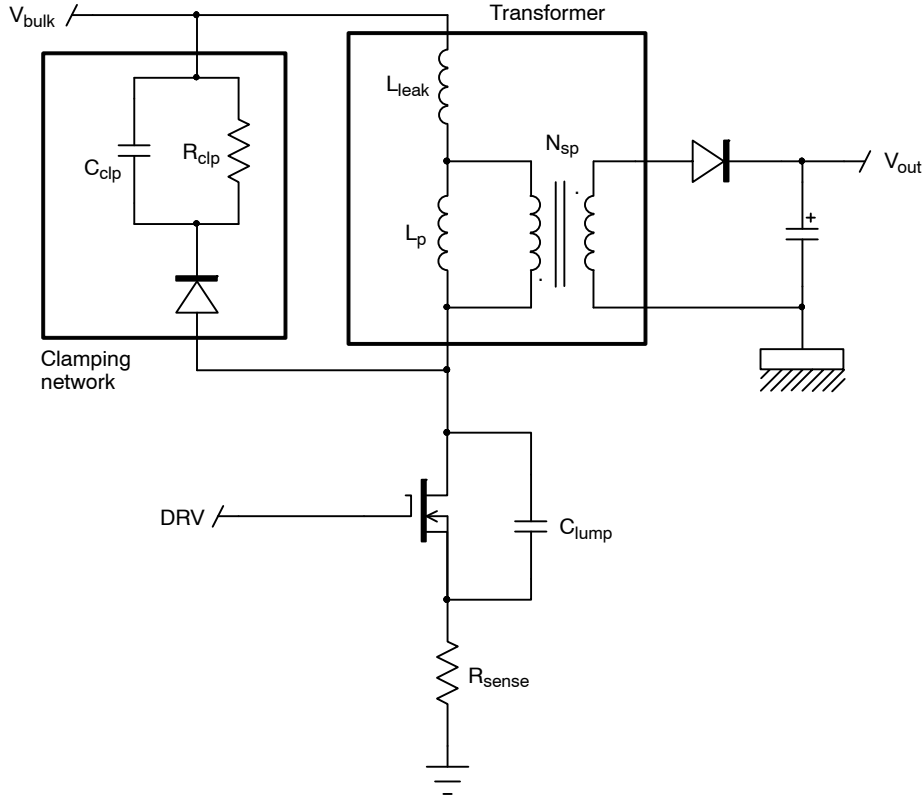 Transformer
Vbulk
Lleak
Nsp
Rclp
Cclp
Vout
Lp
+
Clamping
network
DRV
Clump
Rsense